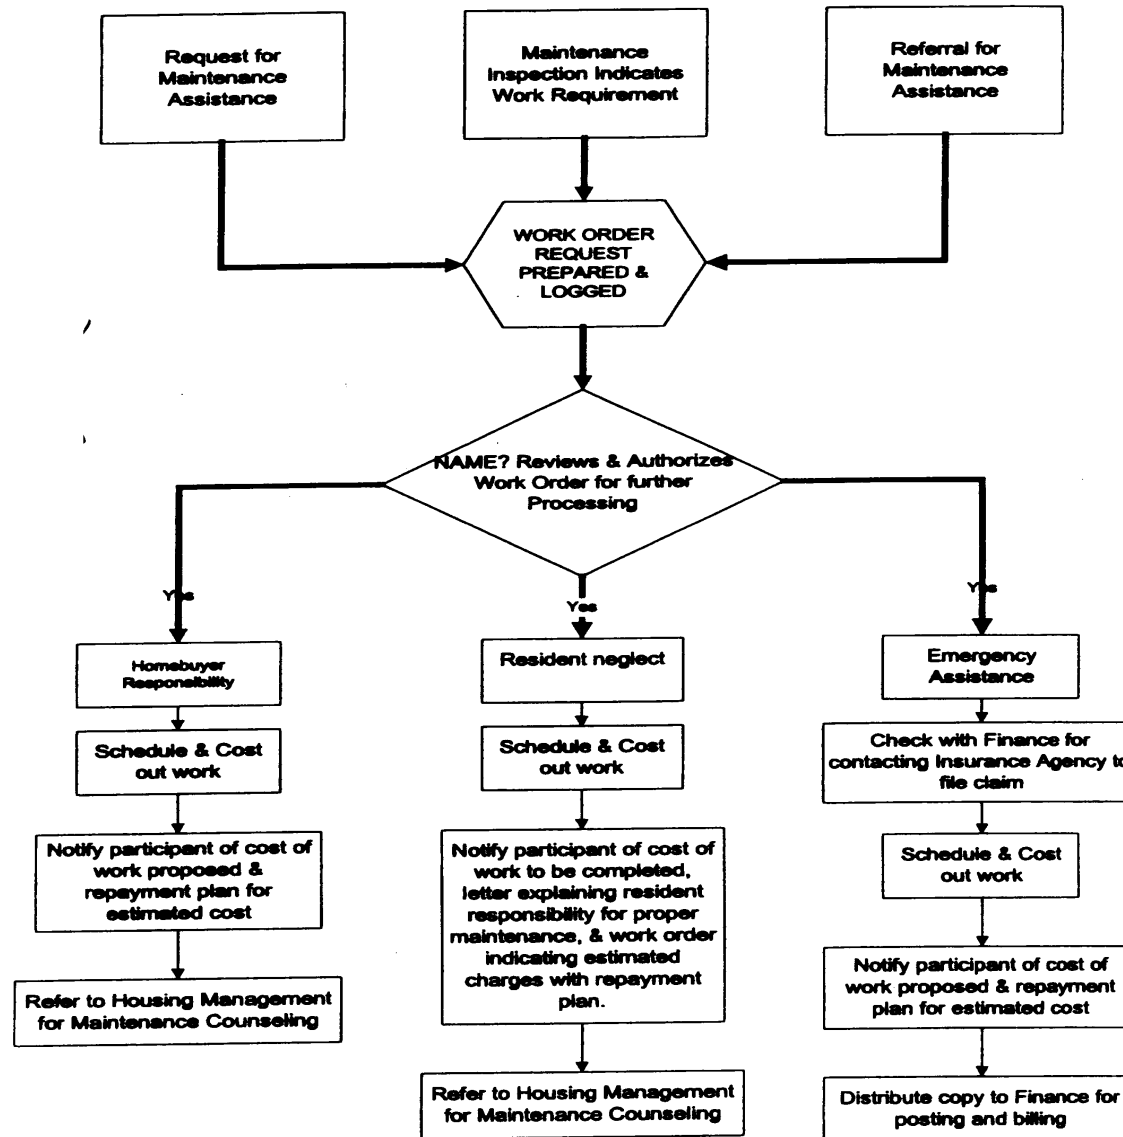 Request for
Maintenance
Assistance
Maintenance
Inspection Indicates
Work Requirement
Referral for
Maintenance
Assistance
WORK ORDER
REQUEST
PREPARED &
LOGGED
NAME? Reviews & Authorizes
Work Order for further
Processing
Yes
Yes
Yes
Homebuyer
Responsibility
Schedule & Cost
out work
Notify participant of cost of
work proposed &
repayment plan for
estimated cost
Refer to Housing Management
for Maintenance Counseling
Resident neglect
Schedule & Cost
out work
Notify participant of cost of
work to be completed,
letter explaining resident
responsibility for proper
maintenance, & work order
indicating estimated
charges with repayment
plan.
Refer to Housing Management
for Maintenance Counseling
Emergency
Assistance
Check with Finance for
contacting Insurance Agency to
file claim
Schedule & Cost
out work
Notify participant of cost of
work proposed & repayment
plan for estimated cost
Distribute copy to Finance for
posting and billing